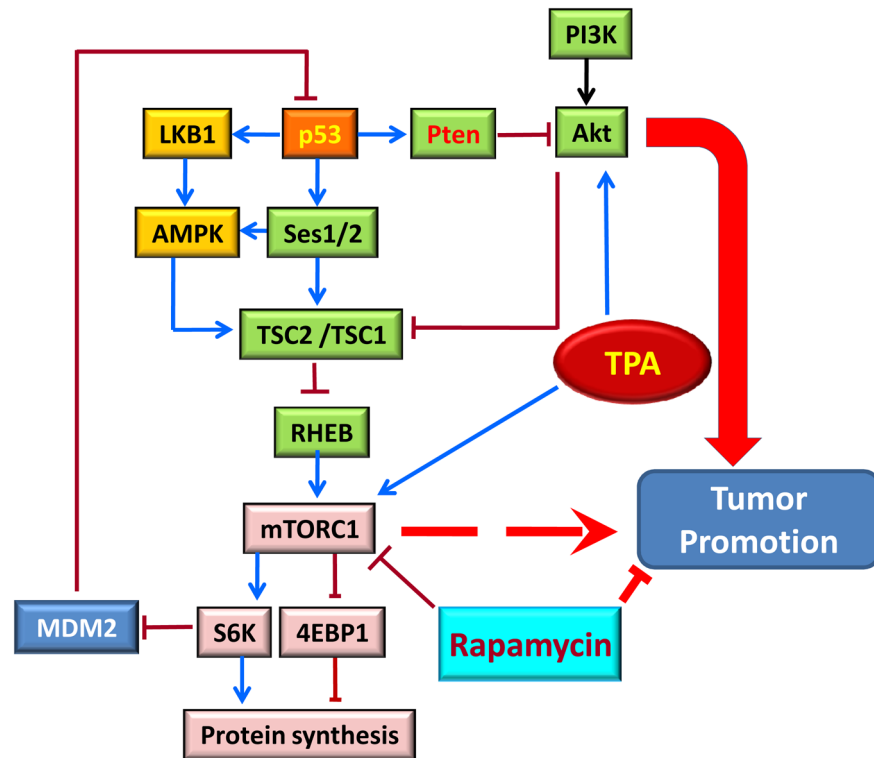 PI3K
LKB1
p53
Pten
Akt
AMPK
Ses1/2
TSC2 /TSC1
TPA
RHEB
Tumor
Promotion
mTORC1
MDM2
S6K
4EBP1
Rapamycin
Protein synthesis